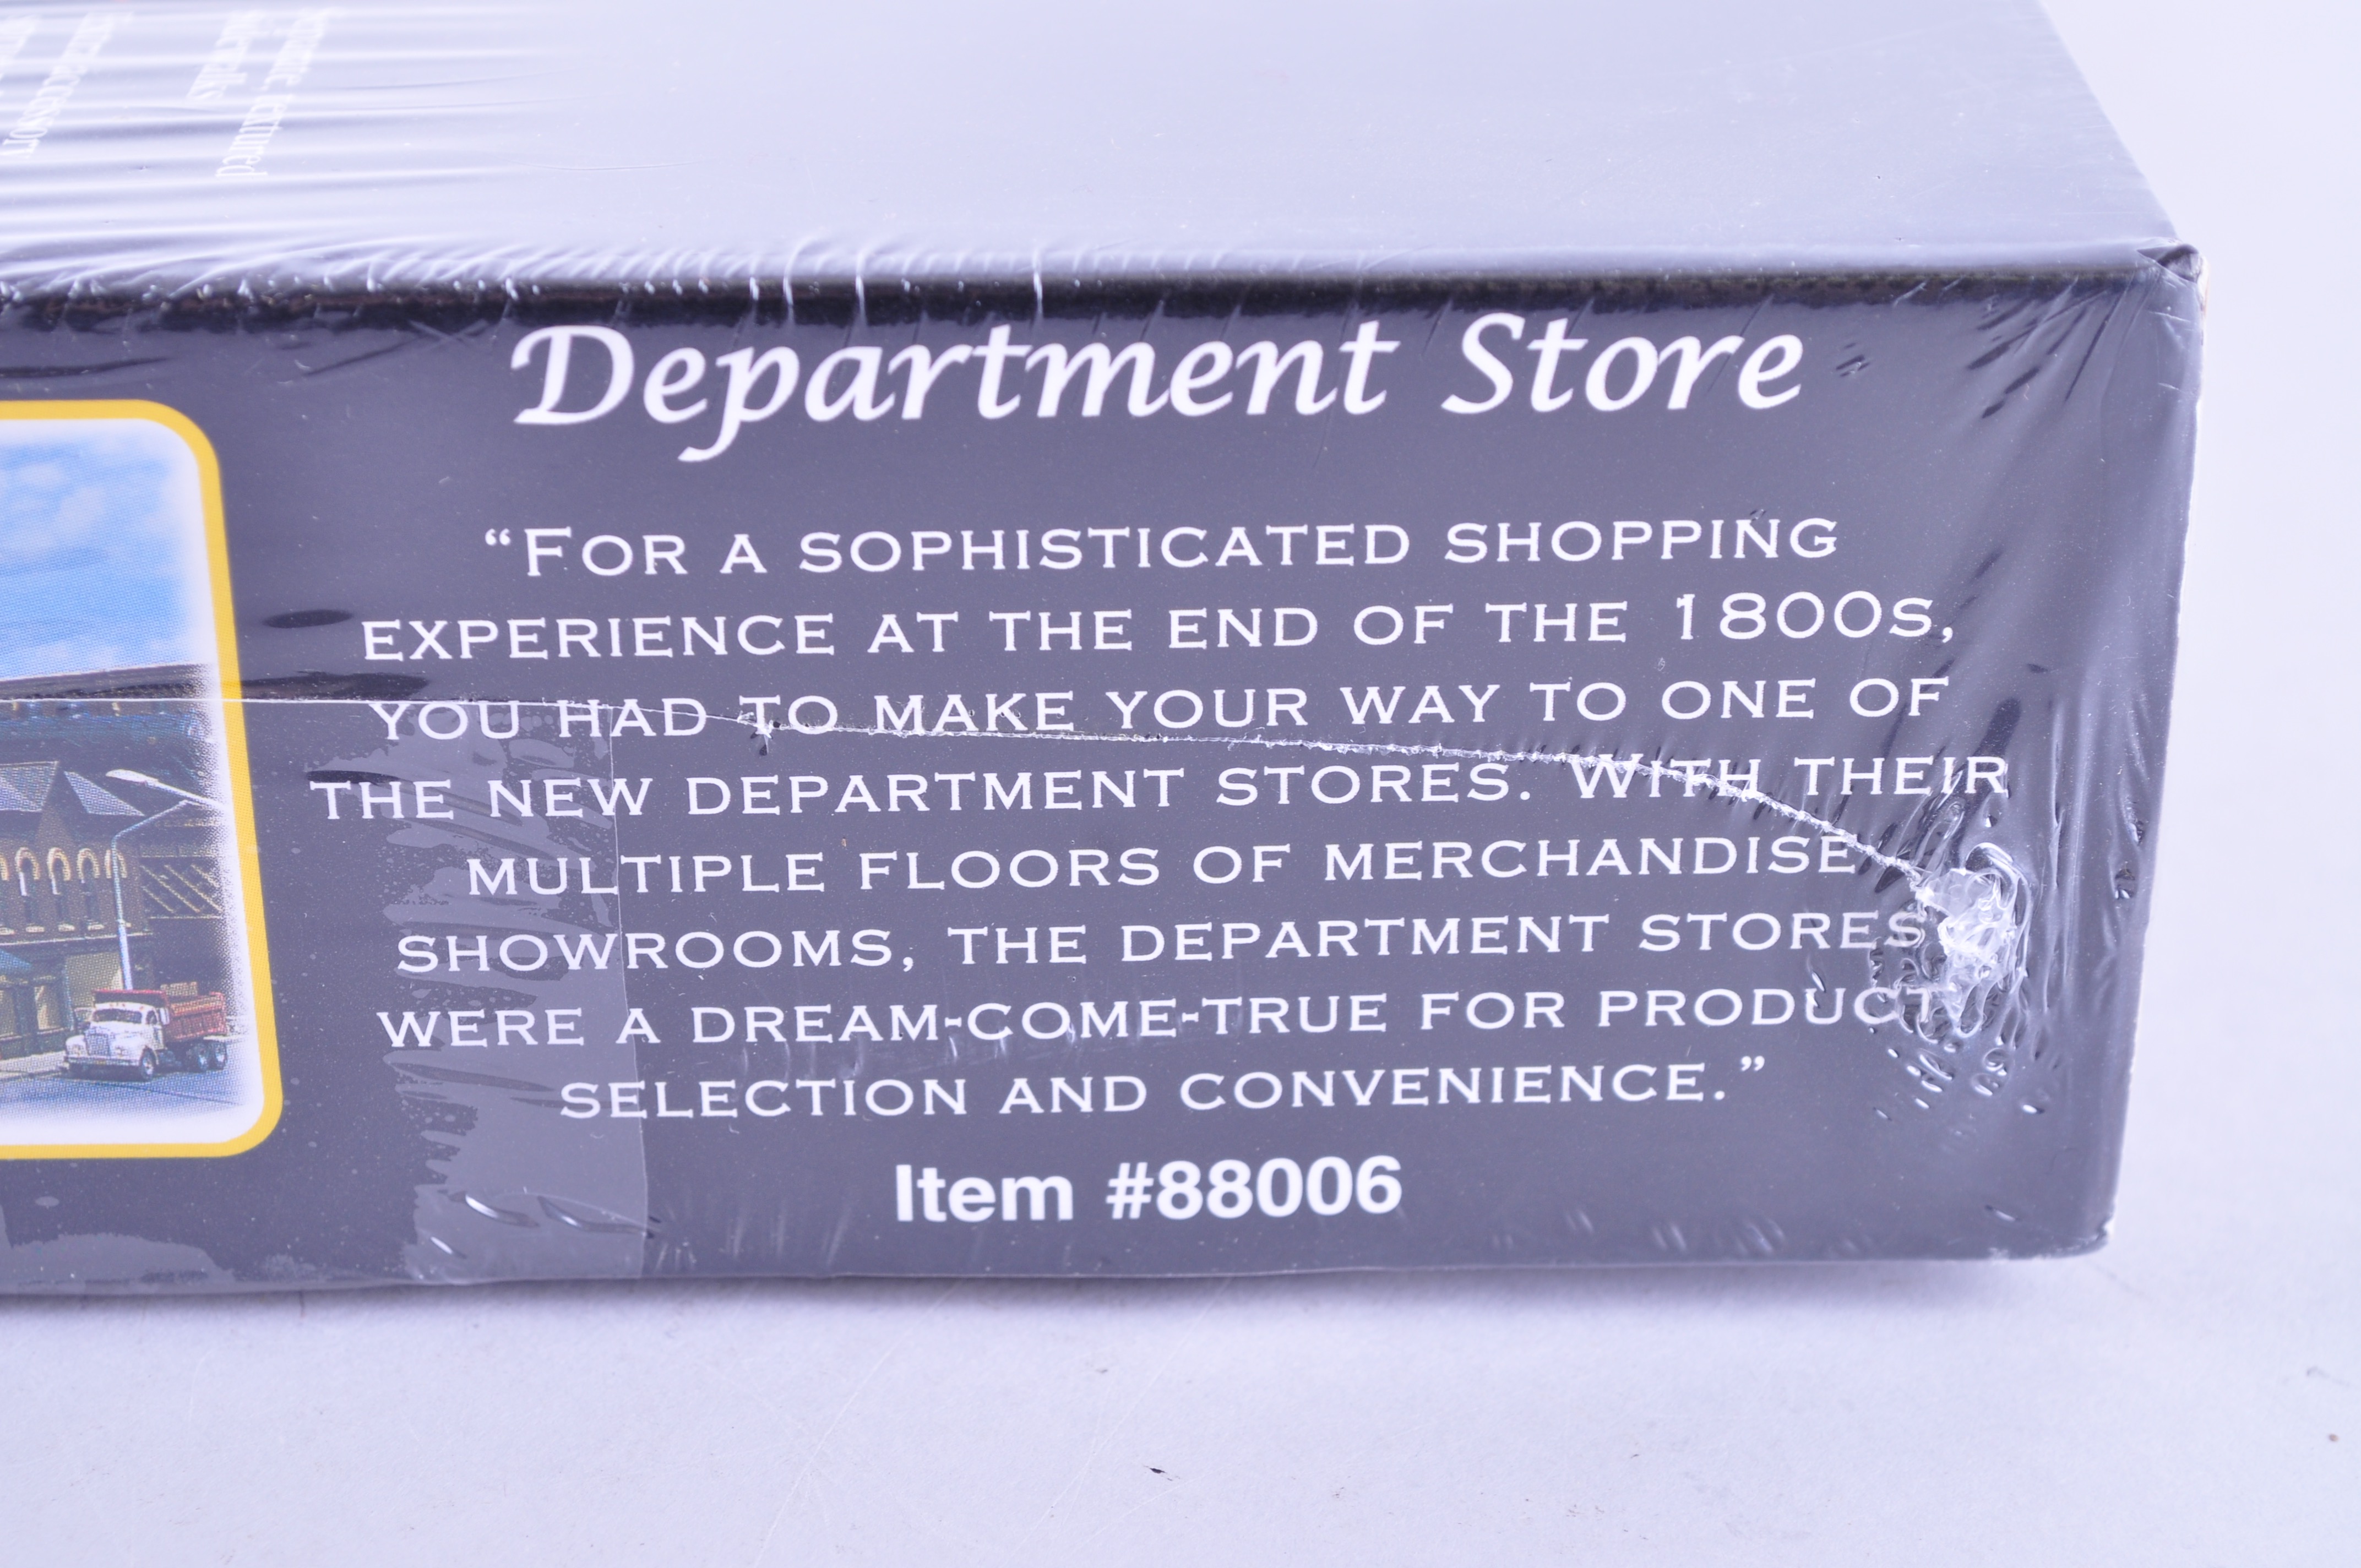 sidewalks
Department Store
“FOR A SOPHISTICATED SHOPPING
EXPERIENCE AT THE END OF THE 1800s,
YOU HAD TO MAKE YOUR WAY TO ONE OF
THE NEW DEPARTMENT STORES. WITH THEIR
MULTIPLE FLOORS OF MERCHANDISE
SHOWROOMS, THE DEPARTMENT STORES
WERE A DREAM-COME-TRUE FOR PRODUCT
SELECTION AND CONVENIENCE.”
Item #88006